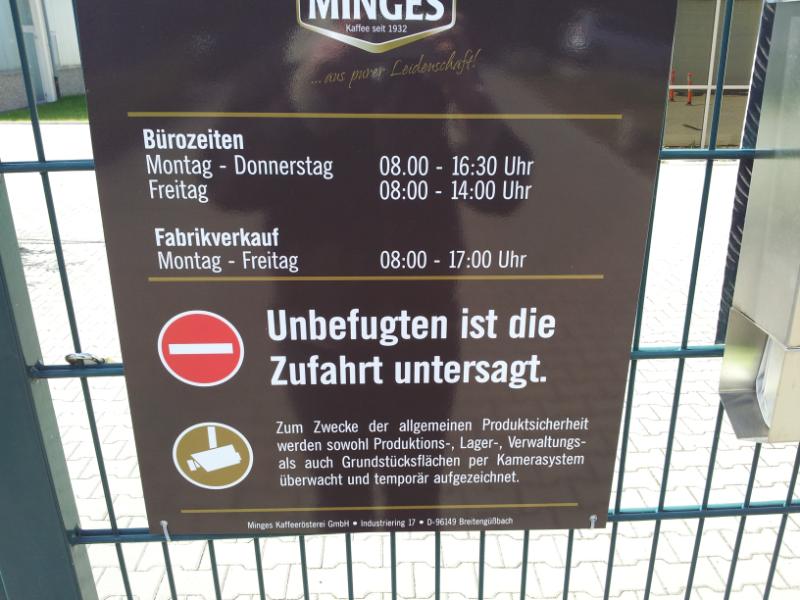 MINGES
Kaffee seit 1932
...aus purer Leidenschaft!
Bürozeiten
Montag - Donnerstag 08.00 - 16:30 Uhr
Freitag 08:00 - 14:00 Uhr
Fabrikverkauf
Montag - Freitag 08:00 - 17:00 Uhr
Unbefugten ist die
Zufahrt untersagt.
Zum Zwecke der allgemeinen Produktsicherheit
werden sowohl Produktions-, Lager-, Verwaltungs-
als auch Grundstücksflächen per Kamerasystem
überwacht und temporär aufgezeichnet.
Minges Kaffeerösterei GmbH • Industriering 17 • D-96149 Breitengüßbach